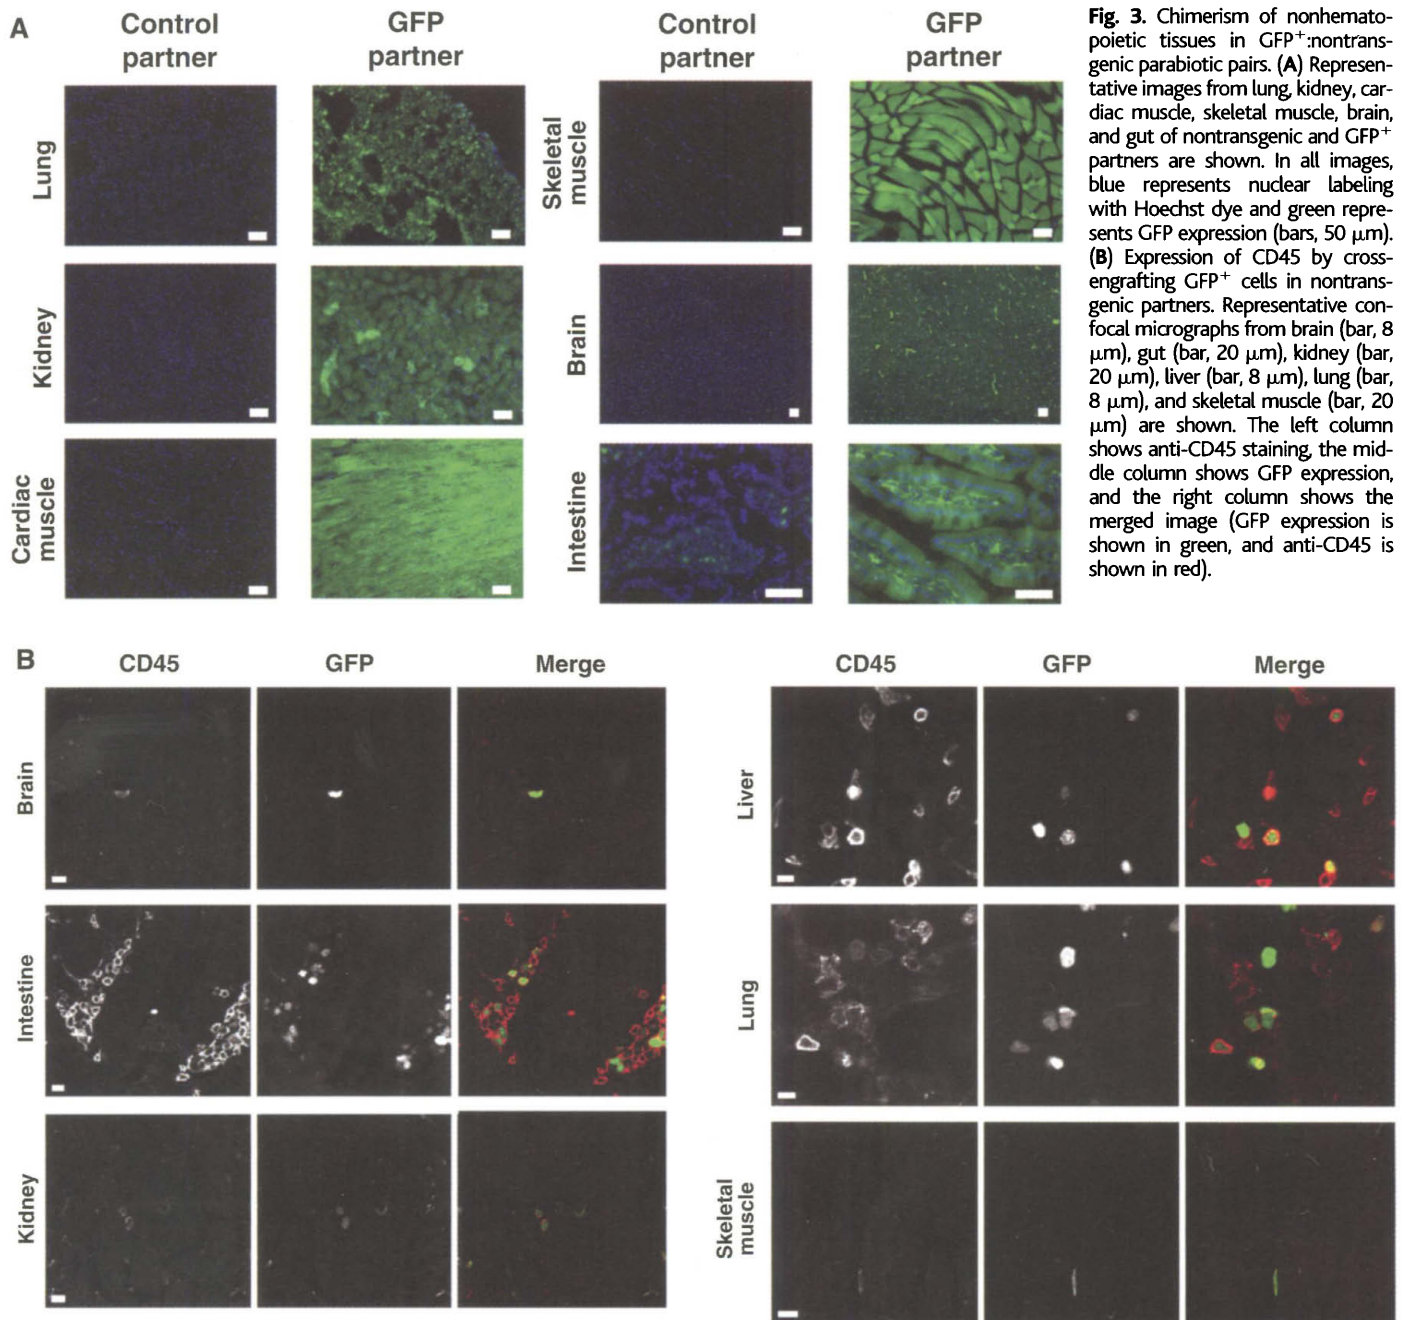 A
Control
partner
GFP
partner
Control
partner
GFP
partner
Lung
Kidney
Cardiac
muscle
Skeletal
muscle
Brain
Intestine
Fig. 3. Chimerism of nonhemato-
poietic tissues in GFP⁺:nontrans-
genic parabiotic pairs. (A) Represen-
tative images from lung, kidney, car-
diac muscle, skeletal muscle, brain,
and gut of nontransgenic and GFP⁺
partners are shown. In all images,
blue represents nuclear labeling
with Hoechst dye and green repre-
sents GFP expression (bars, 50 μm).
(B) Expression of CD45 by cross-
engrafting GFP⁺ cells in nontrans-
genic partners. Representative con-
focal micrographs from brain (bar, 8
μm), gut (bar, 20 μm), kidney (bar,
20 μm), liver (bar, 8 μm), lung (bar,
8 μm), and skeletal muscle (bar, 20
μm) are shown. The left column
shows anti-CD45 staining, the mid-
dle column shows GFP expression,
and the right column shows the
merged image (GFP expression is
shown in green, and anti-CD45 is
shown in red).
B
CD45
GFP
Merge
Brain
Intestine
Kidney
CD45
GFP
Merge
Liver
Lung
Skeletal
muscle